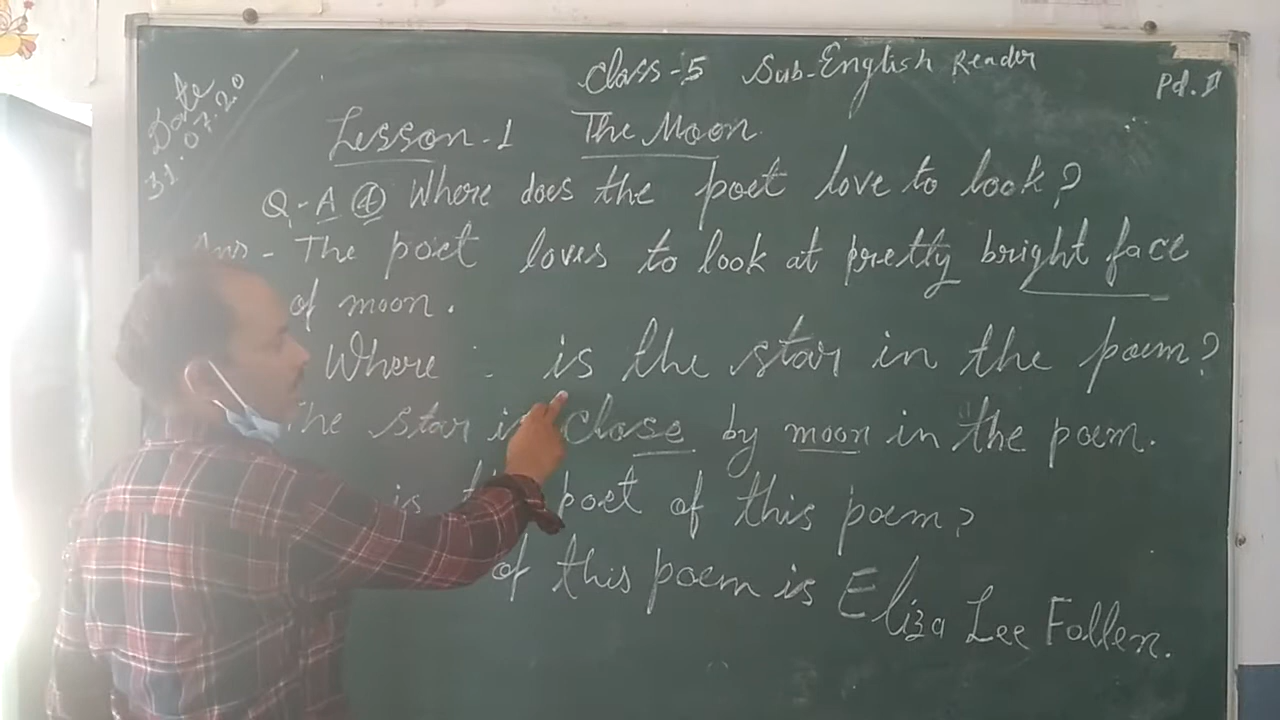 Date
31.07.20
Class-5 Sub-English Reader
Pd. I
Lesson-1 The Moon
Q-A Where does the poet love to look?
Ans - The poet loves to look at pretty bright face
of moon.
Where is the star in the poem?
The star is close by moon in the poem.
is the poet of this poem?
of this poem is Eliza Lee Follen.